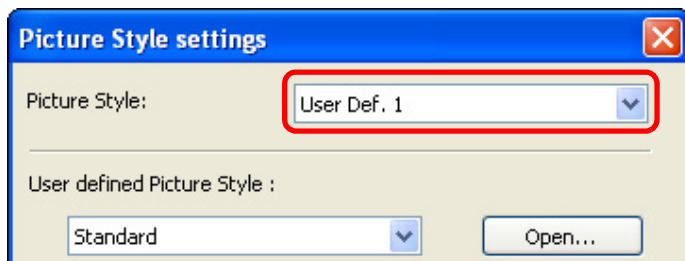 Picture Style settings
Picture Style: User Def. 1
User defined Picture Style :
Standard Open...